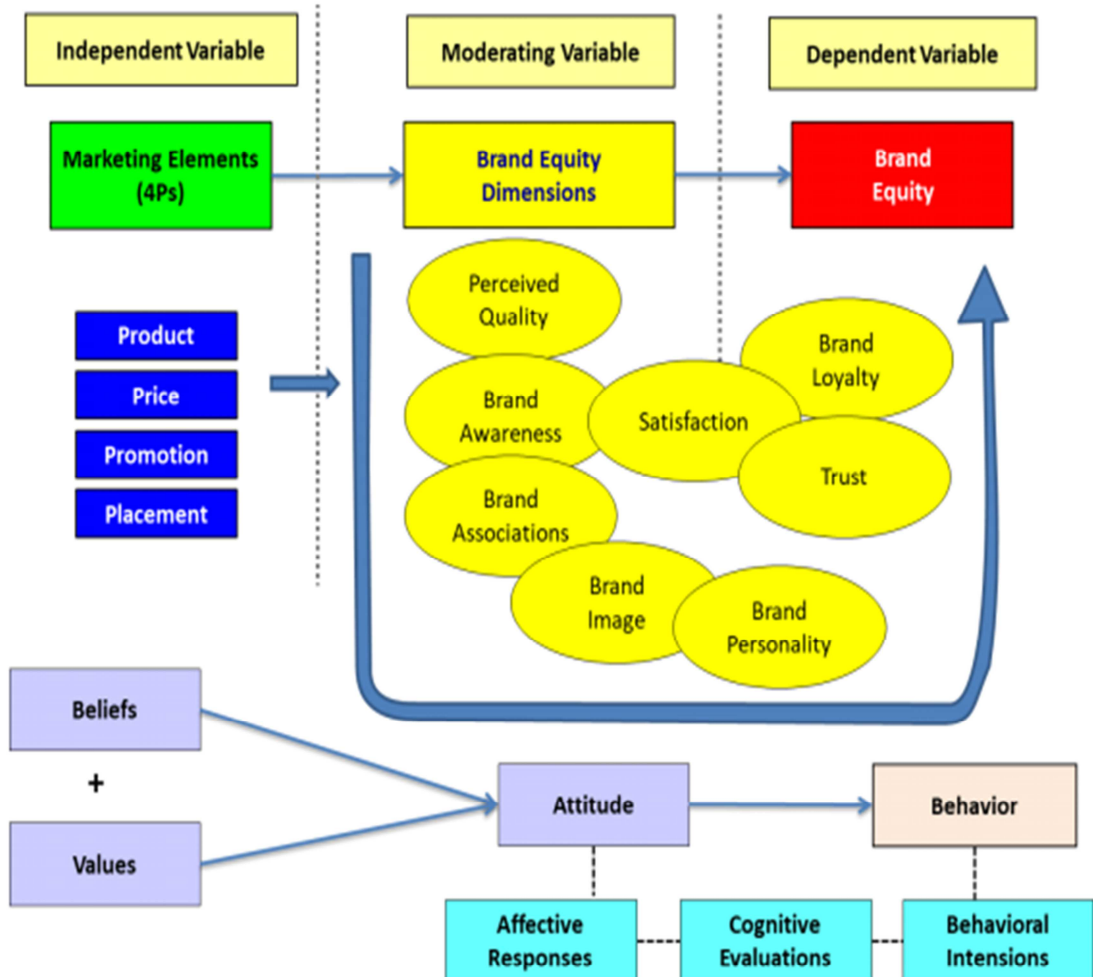 Independent Variable
Moderating Variable
Dependent Variable
Marketing Elements
(4Ps)
Brand Equity
Dimensions
Brand
Equity
Product
Price
Promotion
Placement
Perceived
Quality
Brand
Awareness
Brand
Associations
Brand
Image
Brand
Personality
Satisfaction
Brand
Loyalty
Trust
Beliefs
+
Values
Attitude
Behavior
Affective
Responses
Cognitive
Evaluations
Behavioral
Intensions